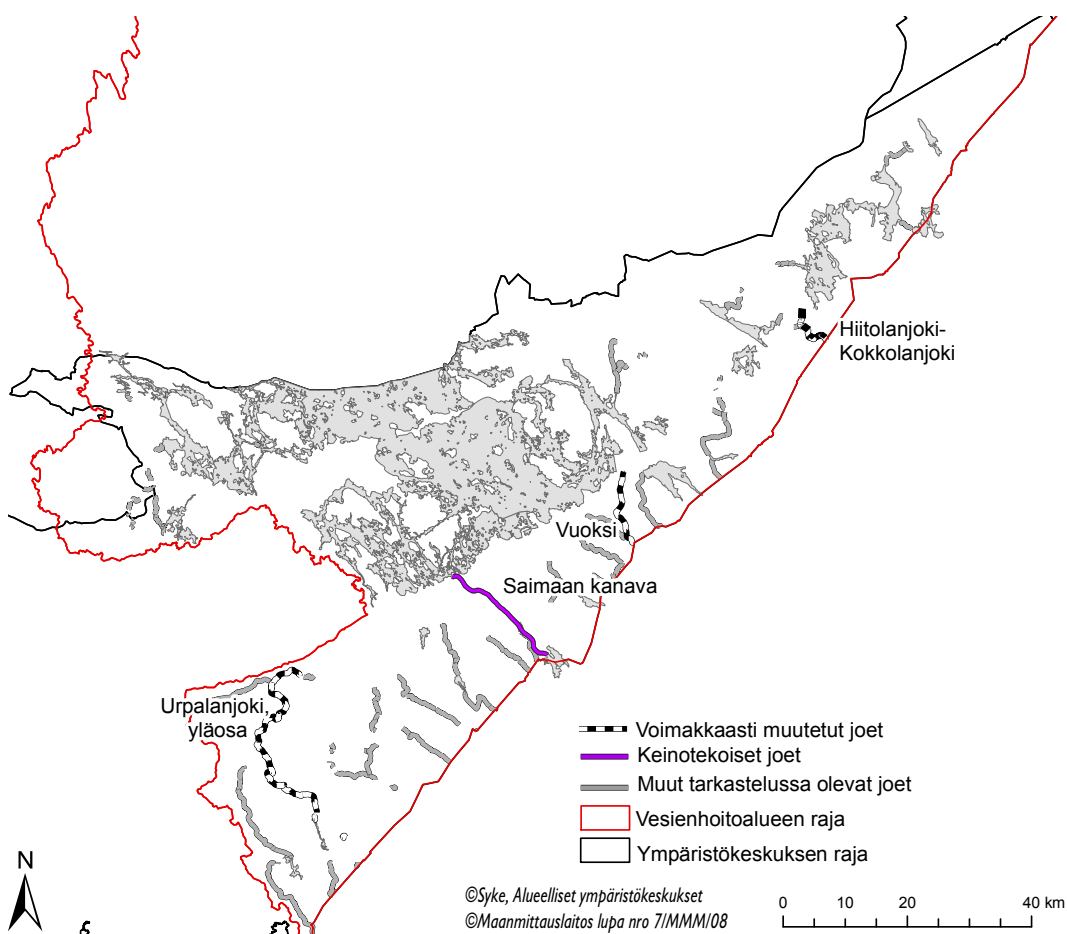 Hiitolanjoki-
Kokkolanjoki
Vuoksi
Saimaan kanava
Urpalanjoki,
yläosa
Voimakkaasti muutetut joet
Keinotekoiset joet
Muut tarkastelussa olevat joet
Vesienhoitoalueen raja
Ympäristökeskuksen raja
N
©Syke, Alueelliset ympäristökeskukset
©Maanmittauslaitos lupa nro 7/MMM/08
0 10 20 40 km